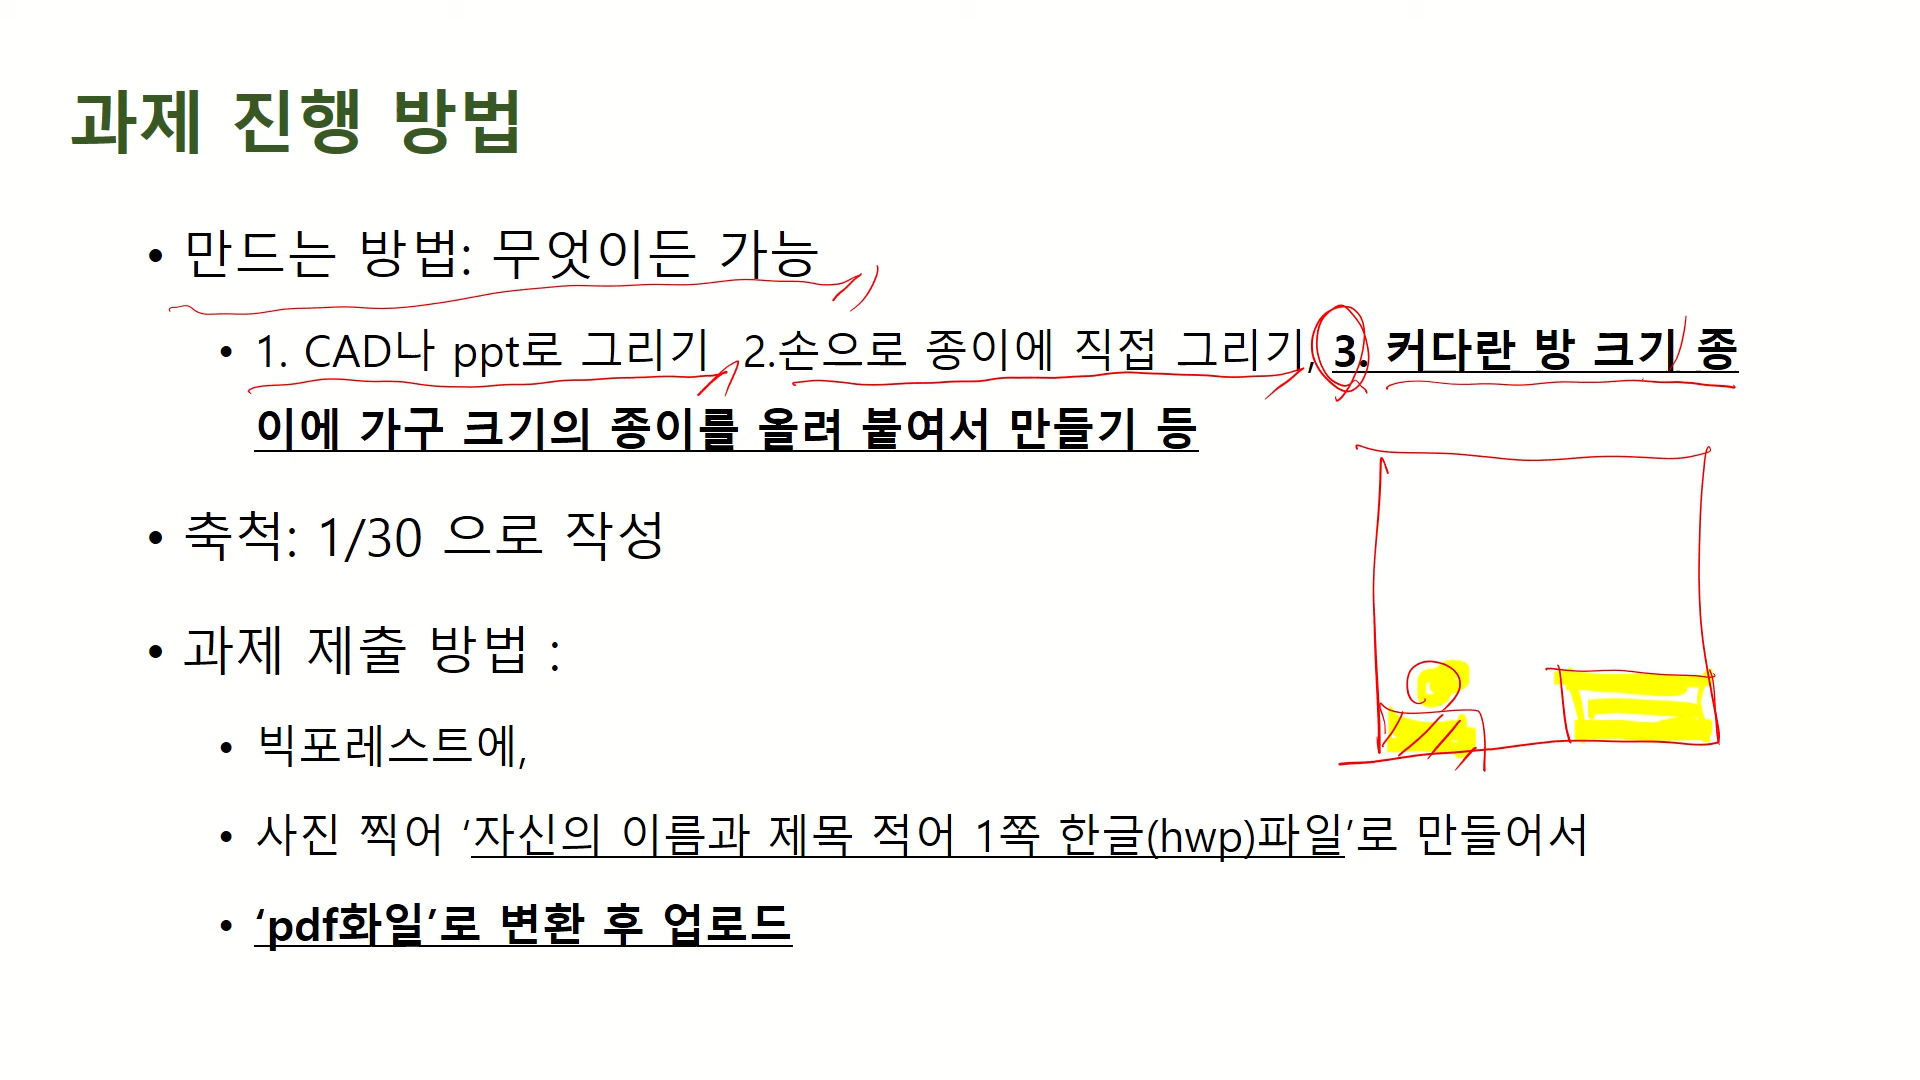 과제 진행 방법
• 만드는 방법: 무엇이든 가능
• 1. CAD나 ppt로 그리기, 2.손으로 종이에 직접 그리기, 3. 커다란 방 크기 종
이에 가구 크기의 종이를 올려 붙여서 만들기 등
• 축척: 1/30 으로 작성
• 과제 제출 방법 :
• 빅포레스트에,
• 사진 찍어 ‘자신의 이름과 제목 적어 1쪽 한글(hwp)파일’로 만들어서
• ‘pdf화일’로 변환 후 업로드